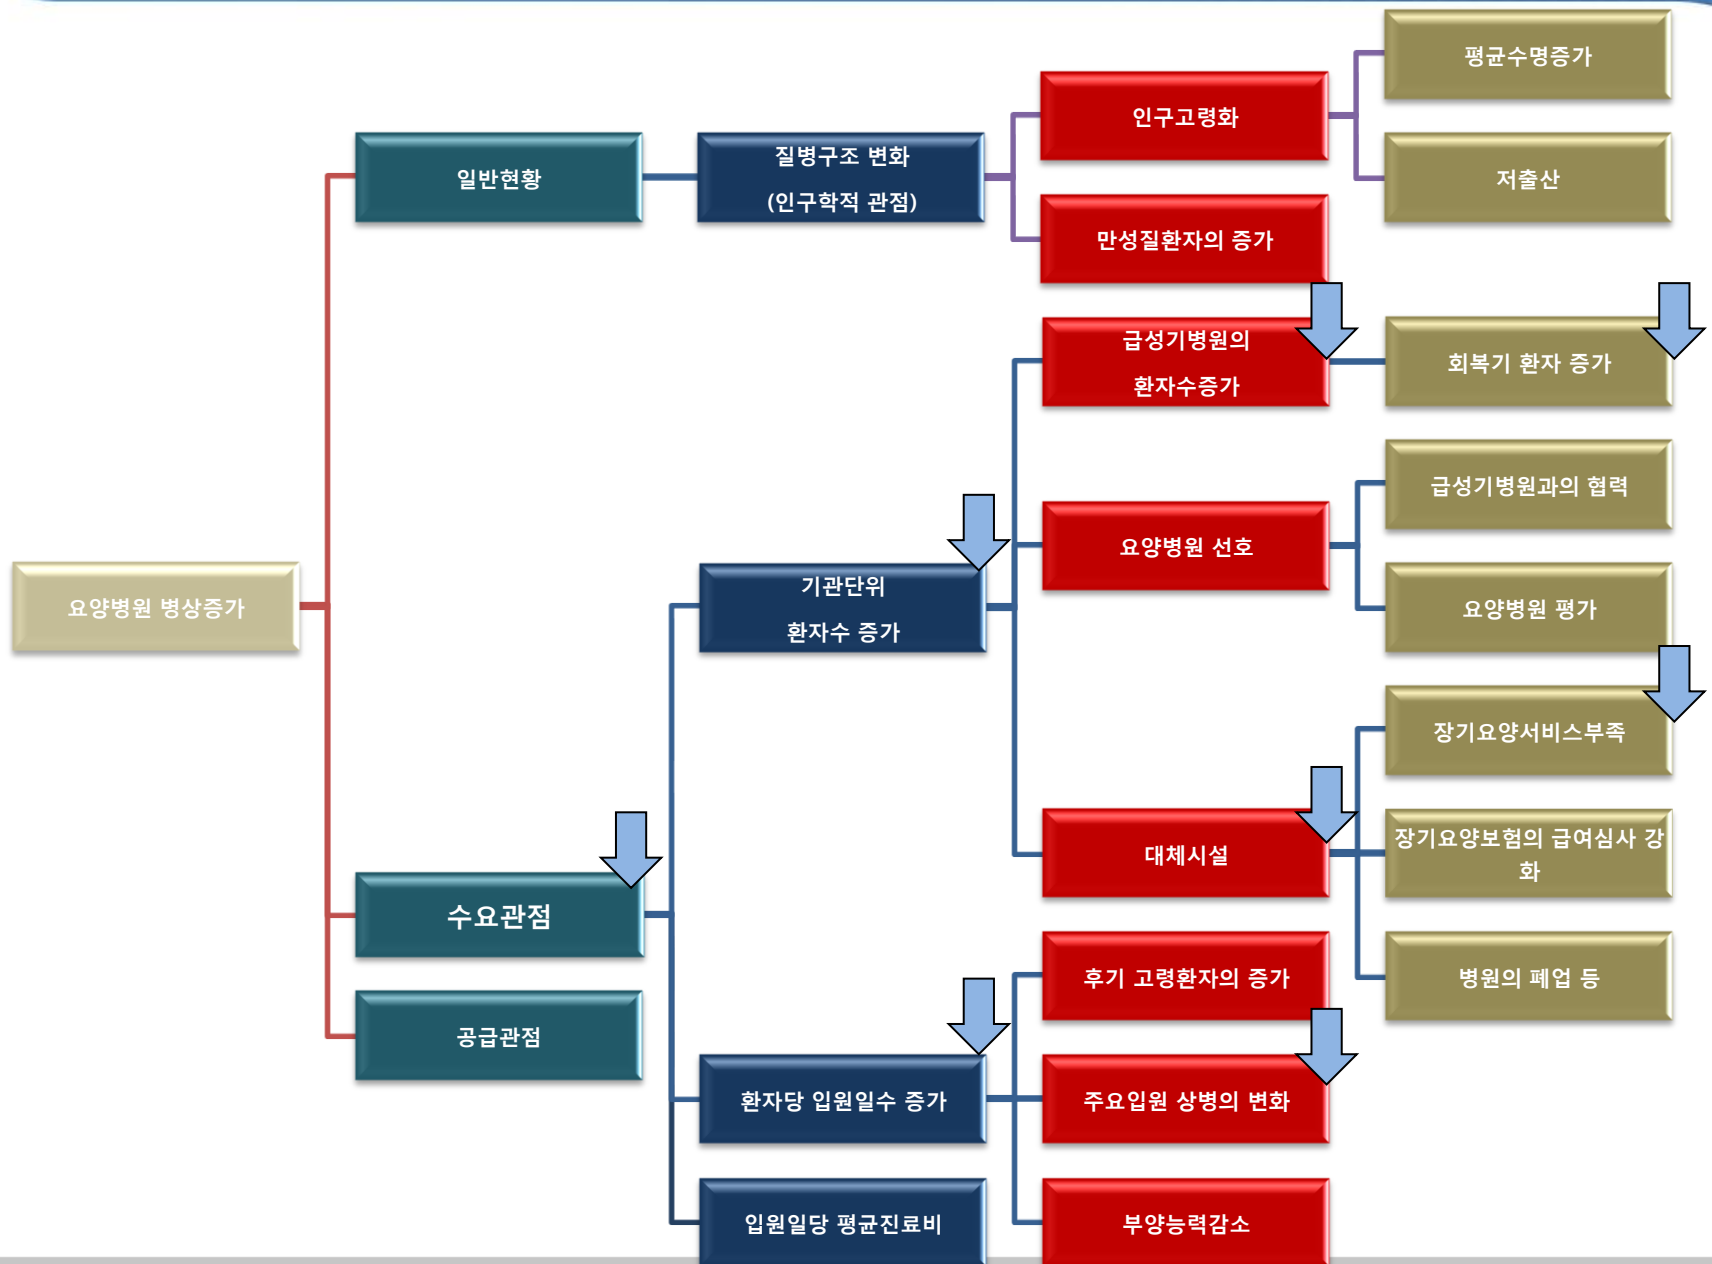 평균수명증가
인구고령화
질병구조 변화
(인구학적 관점)
일반현황
저출산
만성질환자의 증가
급성기병원의
환자수증가
회복기 환자 증가
급성기병원과의 협력
요양병원 선호
기관단위
환자수 증가
요양병원 병상증가
요양병원 평가
장기요양서비스부족
장기요양보험의 급여심사 강
화
대체시설
수요관점
후기 고령환자의 증가
병원의 폐업 등
공급관점
환자당 입원일수 증가
주요입원 상병의 변화
입원일당 평균진료비
부양능력감소